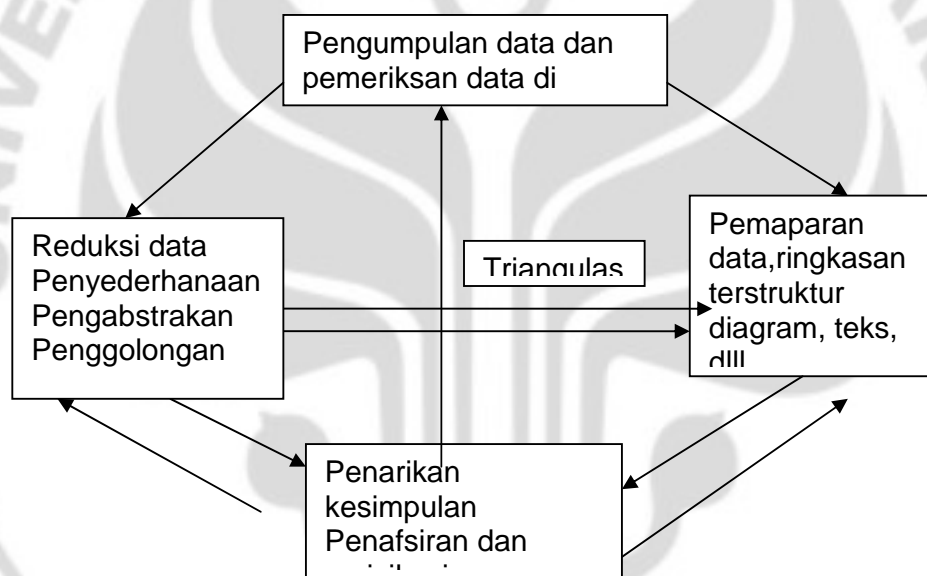 Pengumpulan data dan
pemeriksan data di
Reduksi data
Penyederhanaan
Pengabstrakan
Penggolongan
Triangulas
Pemaparan
data,ringkasan
terstruktur
diagram, teks,
dlll
Penarikan
kesimpulan
Penafsiran dan